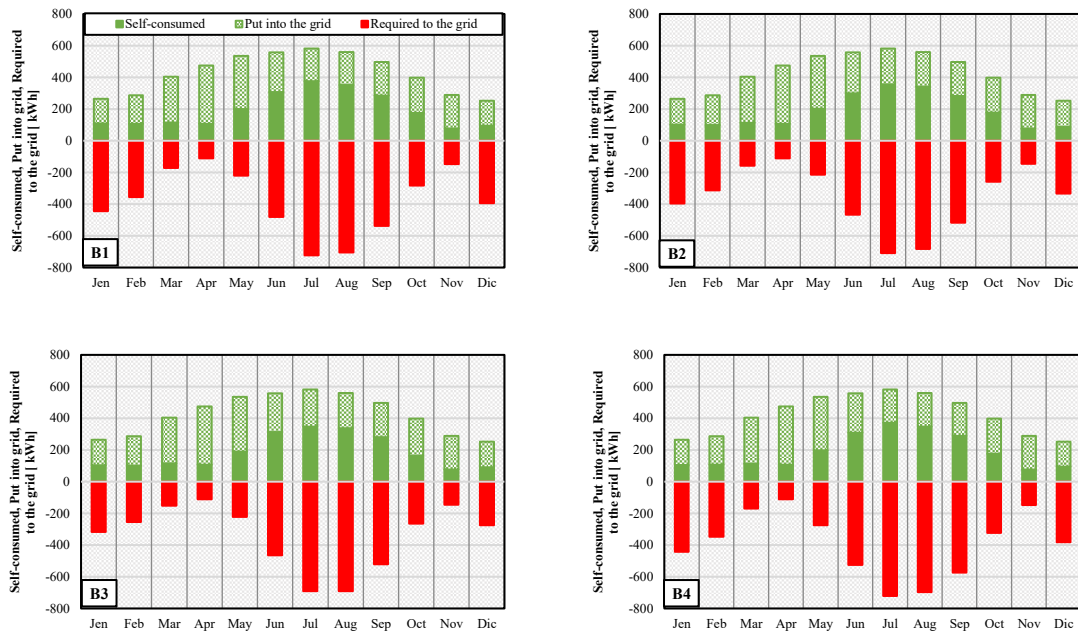 Self-consumed Put into the grid Required to the grid
Self-consumed, Put into grid, Required
to the grid [ kWh]
800
600
400
200
0
-200
-400
-600
-800
B1
Jen Feb Mar Apr May Jun Jul Aug Sep Oct Nov Dic
Self-consumed, Put into grid, Required
to the grid [ kWh]
800
600
400
200
0
-200
-400
-600
-800
B2
Jen Feb Mar Apr May Jun Jul Aug Sep Oct Nov Dic
Self-consumed, Put into grid, Required
to the grid [ kWh]
800
600
400
200
0
-200
-400
-600
-800
B3
Jen Feb Mar Apr May Jun Jul Aug Sep Oct Nov Dic
Self-consumed, Put into grid, Required
to the grid [ kWh]
800
600
400
200
0
-200
-400
-600
-800
B4
Jen Feb Mar Apr May Jun Jul Aug Sep Oct Nov Dic